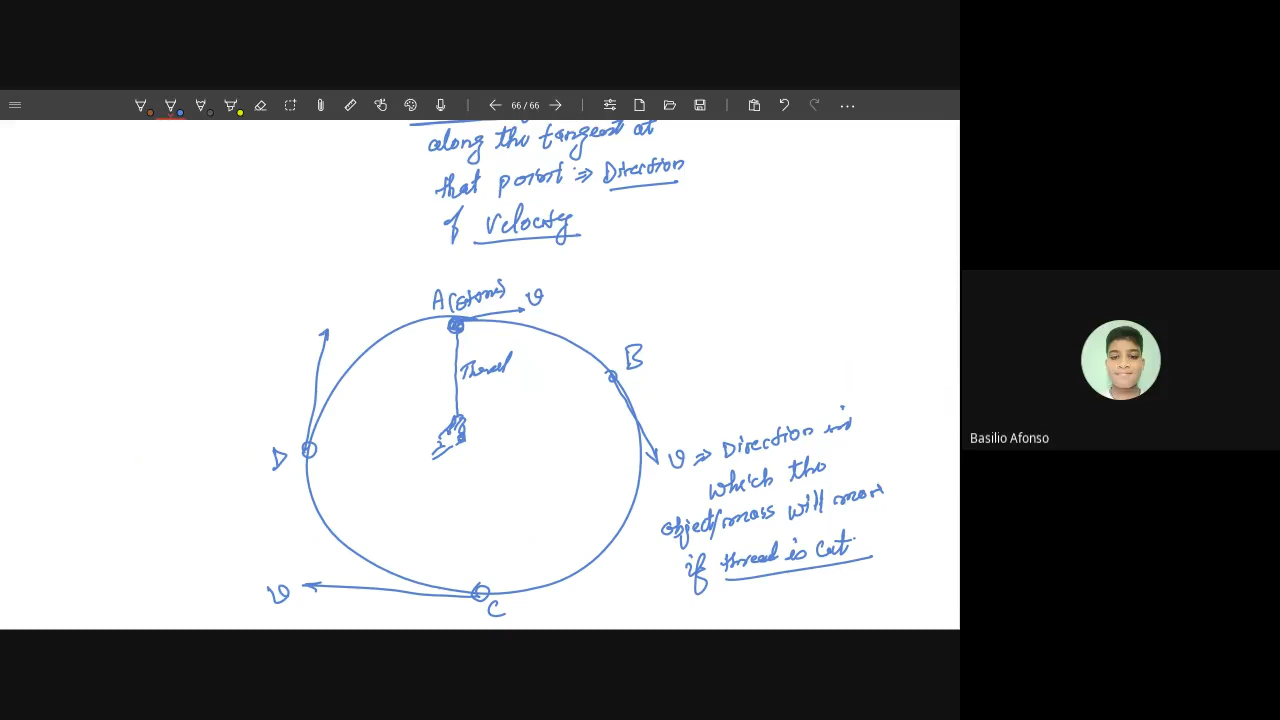 66/66
along the tangent at
that point ⇒ Direction
of velocity
A (stone)
v
Thread
B
D
v ⇒ Direction in
which the
object/mass will move
if thread is cut.
v
C
Basilio Afonso